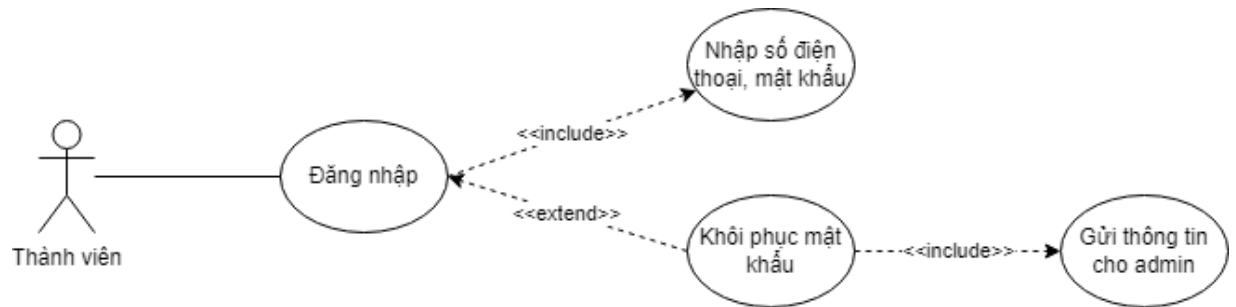 Nhập số điện
thoại, mật khẩu
<<include>>
Đăng nhập
<<extend>>
Thành viên
Khôi phục mật
khẩu
<<include>>
Gửi thông tin
cho admin